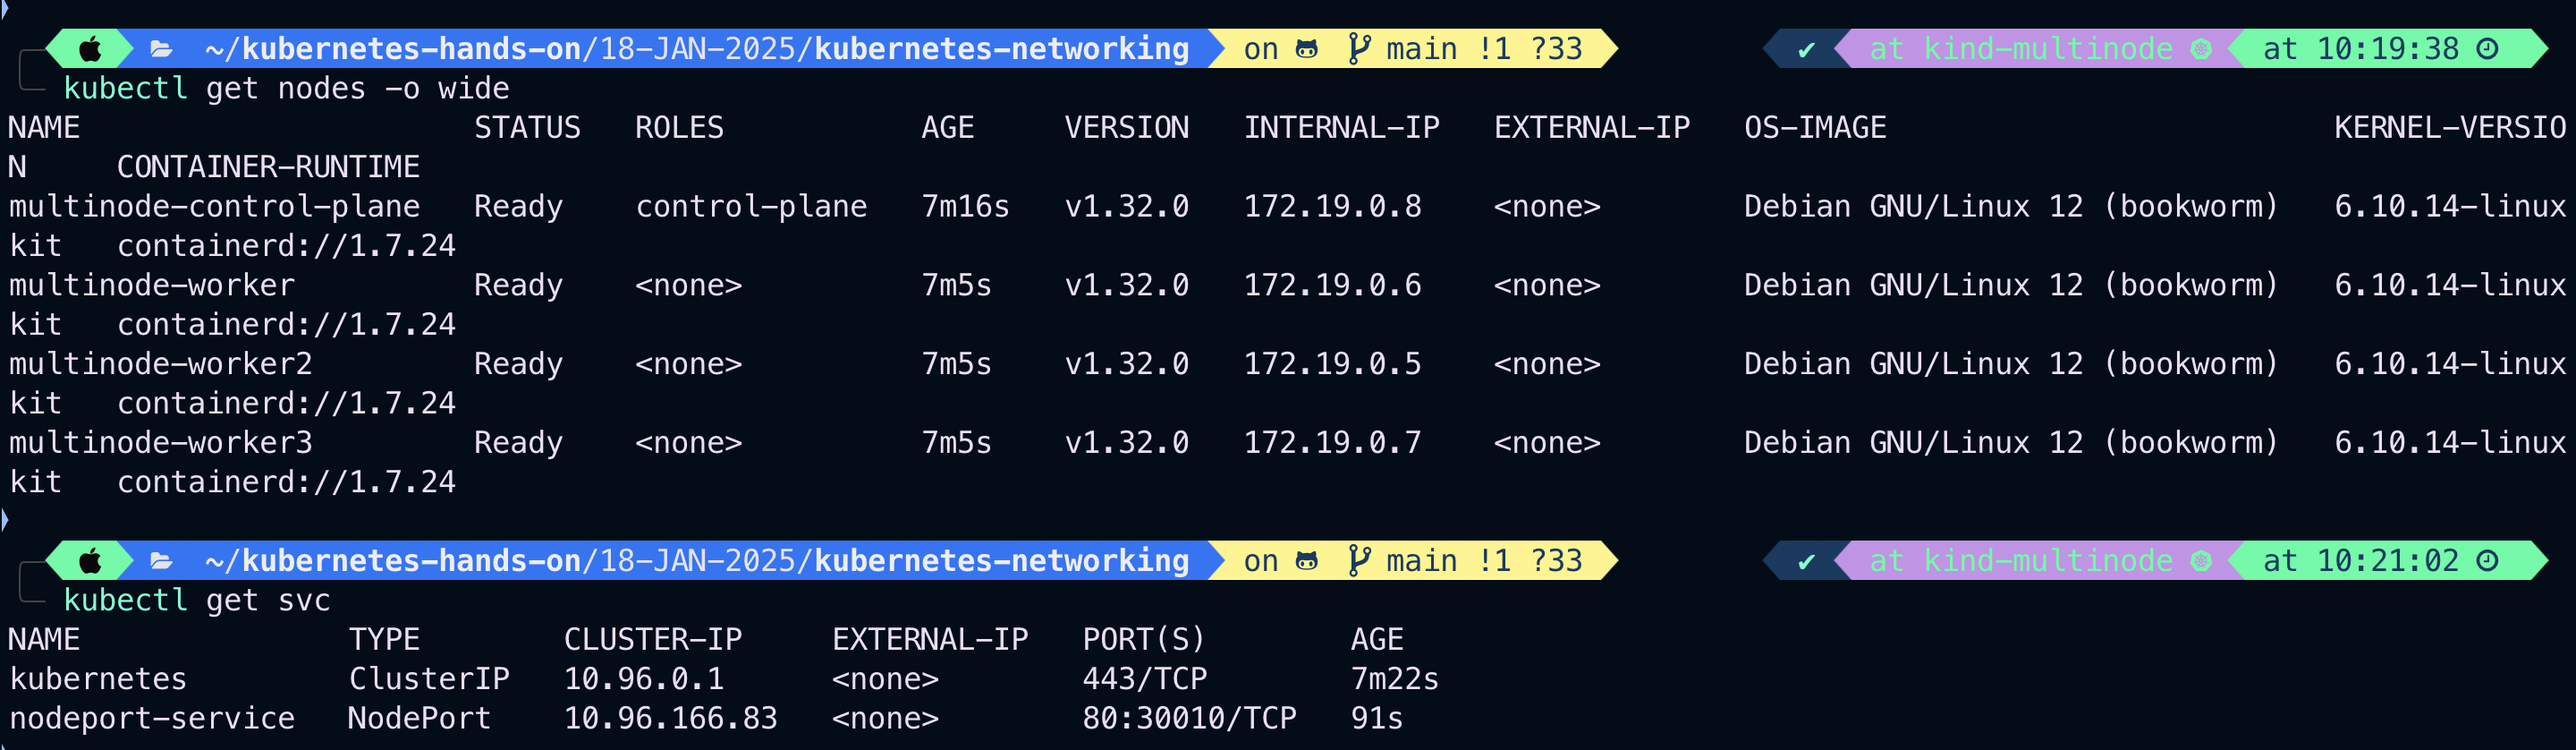 ~/kubernetes-hands-on/18-JAN-2025/kubernetes-networking on main !1 ?33 ✔ at kind-multinode at 10:19:38
kubectl get nodes -o wide
NAME STATUS ROLES AGE VERSION INTERNAL-IP EXTERNAL-IP OS-IMAGE KERNEL-VERSIO
N CONTAINER-RUNTIME
multinode-control-plane Ready control-plane 7m16s v1.32.0 172.19.0.8 <none> Debian GNU/Linux 12 (bookworm) 6.10.14-linux
kit containerd://1.7.24
multinode-worker Ready <none> 7m5s v1.32.0 172.19.0.6 <none> Debian GNU/Linux 12 (bookworm) 6.10.14-linux
kit containerd://1.7.24
multinode-worker2 Ready <none> 7m5s v1.32.0 172.19.0.5 <none> Debian GNU/Linux 12 (bookworm) 6.10.14-linux
kit containerd://1.7.24
multinode-worker3 Ready <none> 7m5s v1.32.0 172.19.0.7 <none> Debian GNU/Linux 12 (bookworm) 6.10.14-linux
kit containerd://1.7.24
~/kubernetes-hands-on/18-JAN-2025/kubernetes-networking on main !1 ?33 ✔ at kind-multinode at 10:21:02
kubectl get svc
NAME TYPE CLUSTER-IP EXTERNAL-IP PORT(S) AGE
kubernetes ClusterIP 10.96.0.1 <none> 443/TCP 7m22s
nodeport-service NodePort 10.96.166.83 <none> 80:30010/TCP 91s